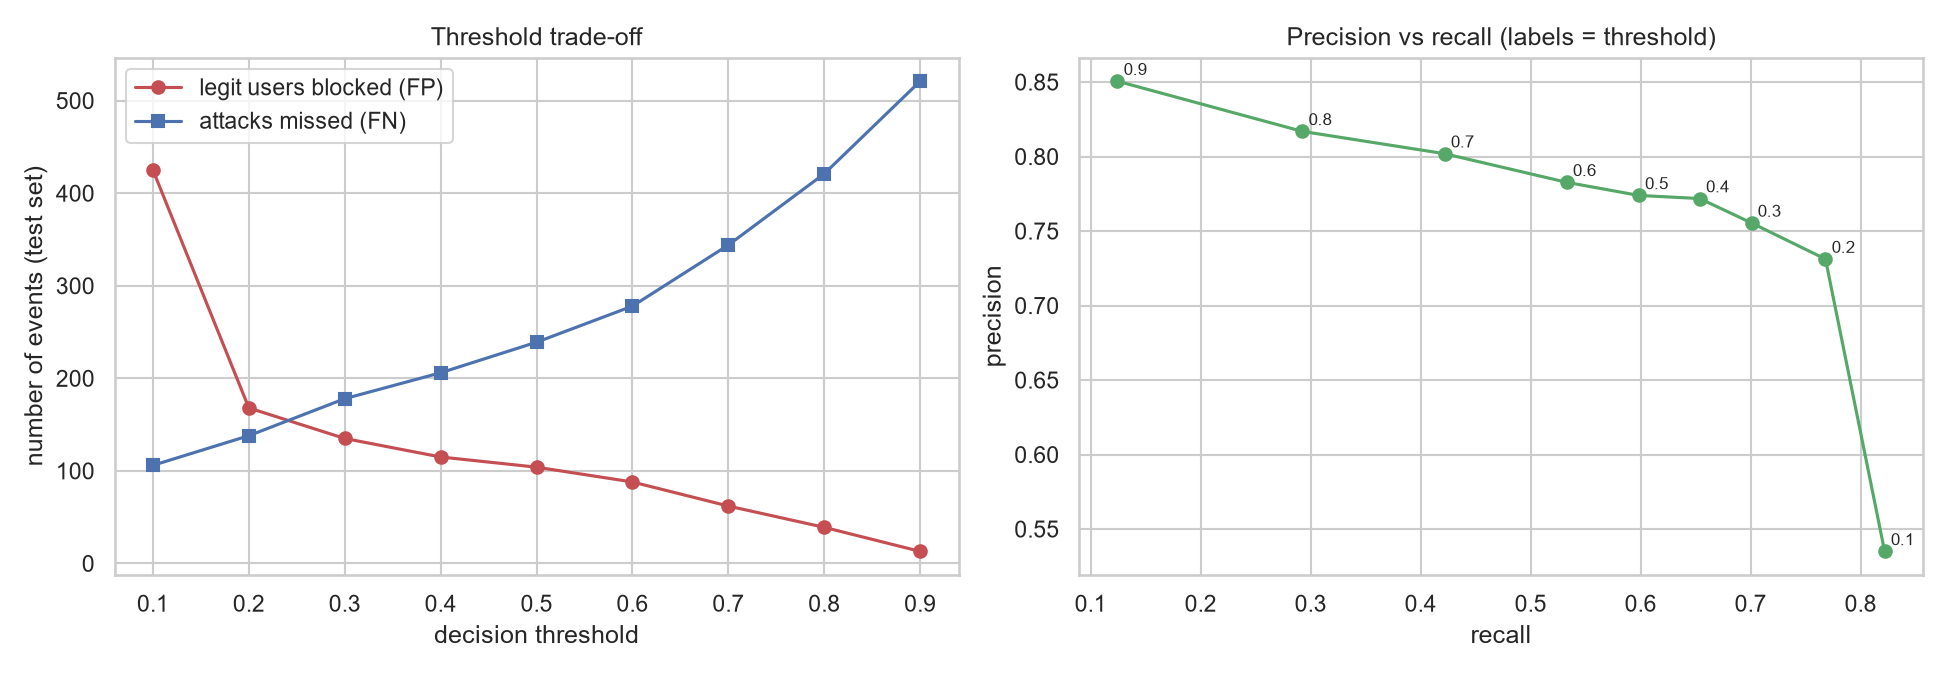 Threshold trade-off
legit users blocked (FP)
attacks missed (FN)
number of events (test set)
500
400
300
200
100
0
0.1 0.2 0.3 0.4 0.5 0.6 0.7 0.8 0.9
decision threshold
Precision vs recall (labels = threshold)
precision
0.85
0.80
0.75
0.70
0.65
0.60
0.55
0.9
0.8
0.7
0.6
0.5
0.4
0.3
0.2
0.1
0.1 0.2 0.3 0.4 0.5 0.6 0.7 0.8
recall